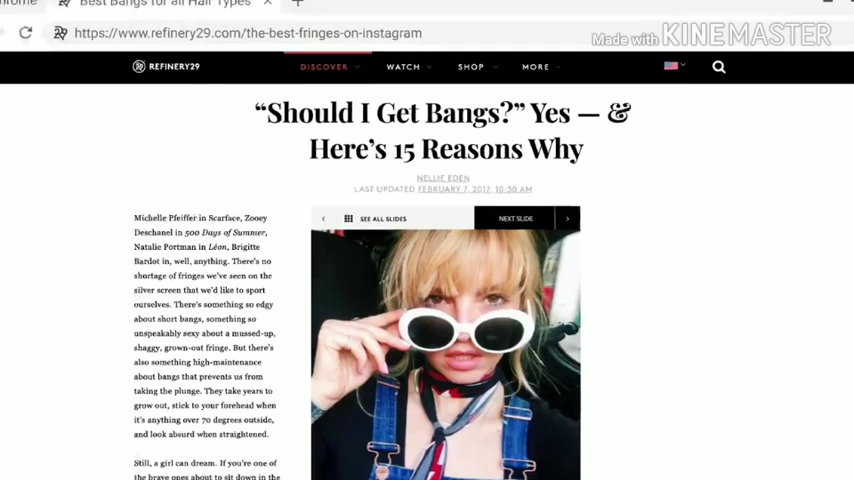 Best Bangs for all Hair Types
https://www.refinery29.com/the-best-fringes-on-instagram
Made with KINEMASTER
REFINERY29
DISCOVER WATCH SHOP MORE
“Should I Get Bangs?” Yes — &
Here’s 15 Reasons Why
NELLIE EDEN
LAST UPDATED FEBRUARY 7, 2017, 10:30 AM
SEE ALL SLIDES NEXT SLIDE
Michelle Pfeiffer in Scarface, Zooey
Deschanel in 500 Days of Summer,
Natalie Portman in Léon, Brigitte
Bardot in, well, anything. There’s no
shortage of fringes we’ve seen on the
silver screen that we’d like to sport
ourselves. There’s something so edgy
about short bangs, something so
unspeakably sexy about a mussed-up,
shaggy, grown-out fringe. But there’s
also something high-maintenance
about bangs that prevents us from
taking the plunge. They take years to
grow out, stick to your forehead when
it’s anything over 70 degrees outside,
and look absurd when straightened.
Still, a girl can dream. If you’re one of
the brave ones about to sit down in the